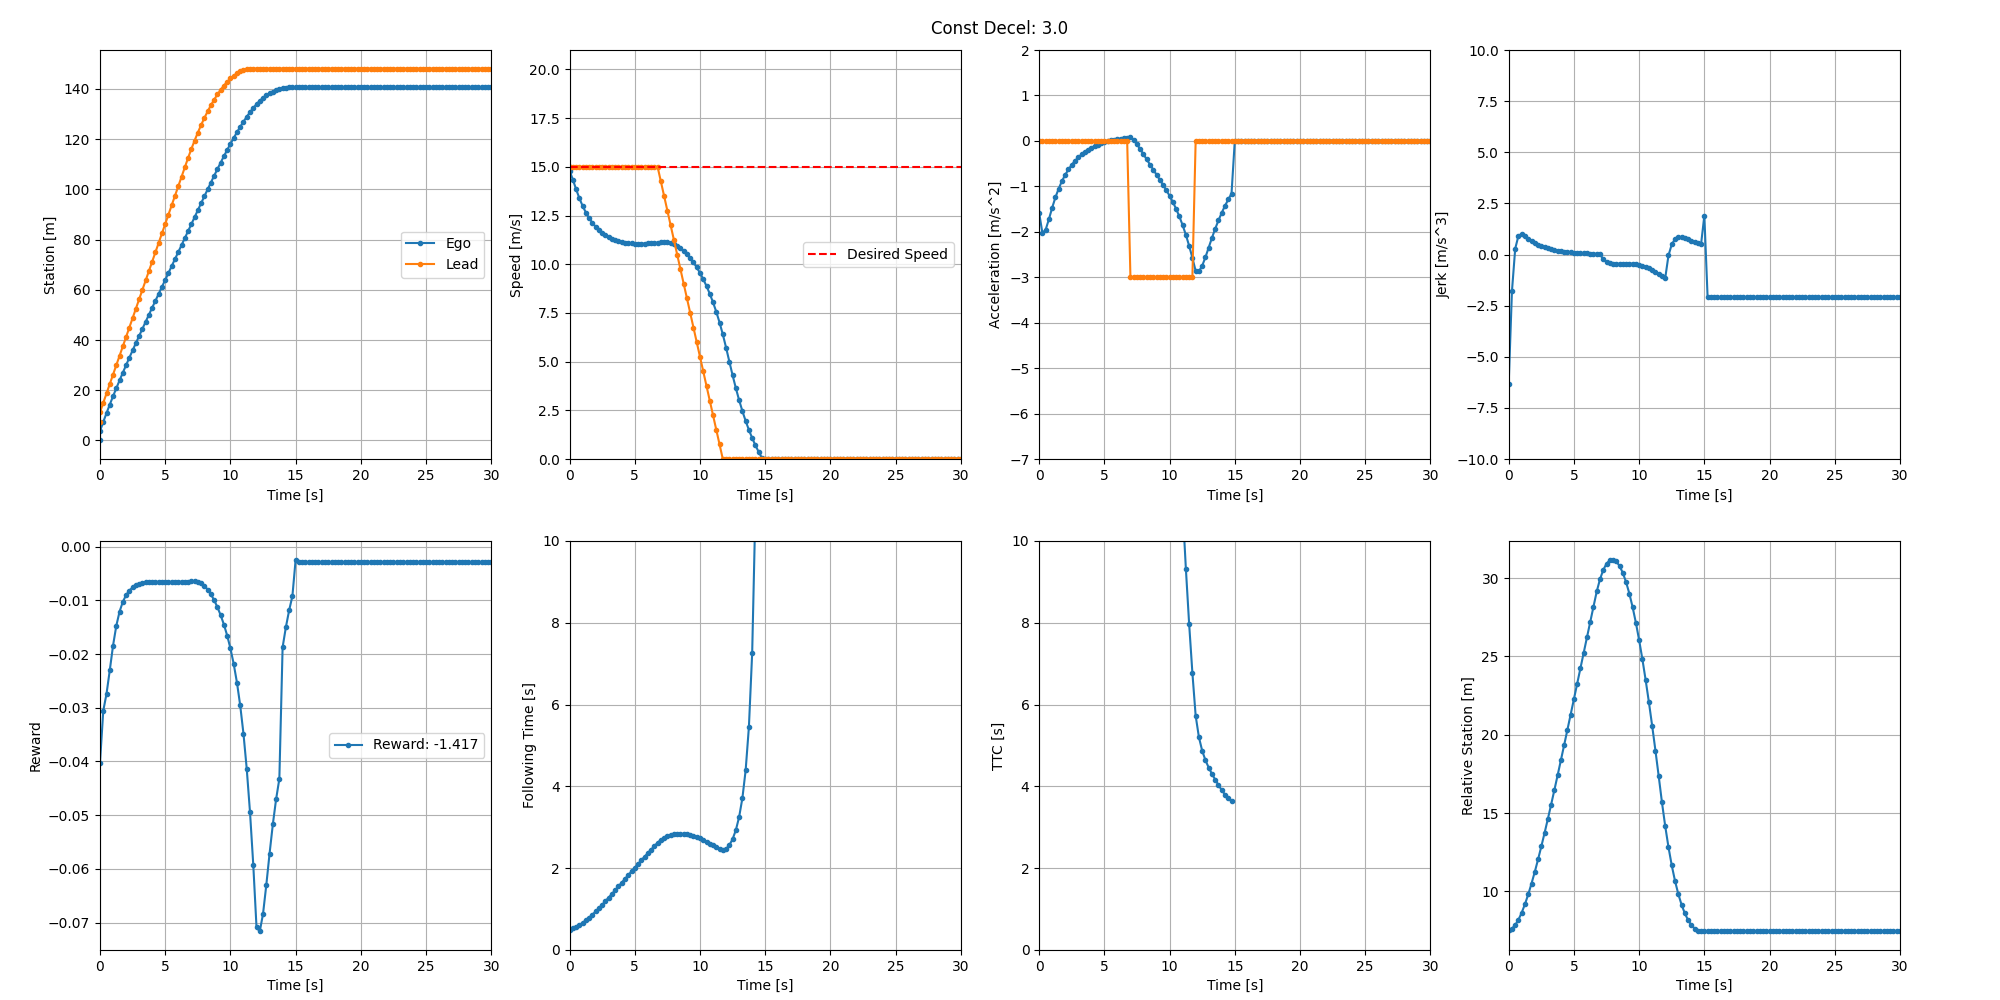 Const Decel: 3.0
Station [m]
0
20
40
60
80
100
120
140
Ego
Lead
0 5 10 15 20 25 30
Time [s]
Speed [m/s]
0.0
2.5
5.0
7.5
10.0
12.5
15.0
17.5
20.0
Desired Speed
0 5 10 15 20 25 30
Time [s]
Acceleration [m/s^2]
2
1
0
−1
−2
−3
−4
−5
−6
−7
0 5 10 15 20 25 30
Time [s]
Jerk [m/s^3]
10.0
7.5
5.0
2.5
0.0
−2.5
−5.0
−7.5
−10.0
0 5 10 15 20 25 30
Time [s]
Reward
0.00
−0.01
−0.02
−0.03
−0.04
−0.05
−0.06
−0.07
Reward: -1.417
0 5 10 15 20 25 30
Time [s]
Following Time [s]
10
8
6
4
2
0
0 5 10 15 20 25 30
Time [s]
TTC [s]
10
8
6
4
2
0
0 5 10 15 20 25 30
Time [s]
Relative Station [m]
30
25
20
15
10
0 5 10 15 20 25 30
Time [s]